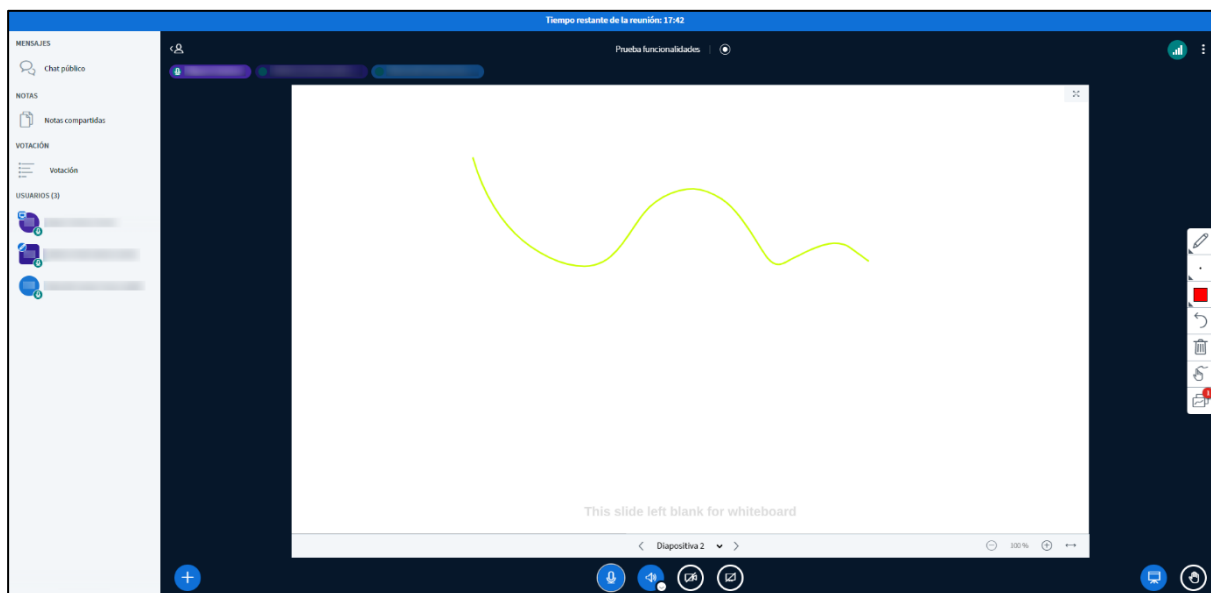 Tiempo restante de la reunión: 17:42
MENSAJES
Chat público
NOTAS
Notas compartidas
VOTACIÓN
Votación
USUARIOS (3)
Prueba funcionalidades
This slide left blank for whiteboard
Diapositiva 2
100 %
1